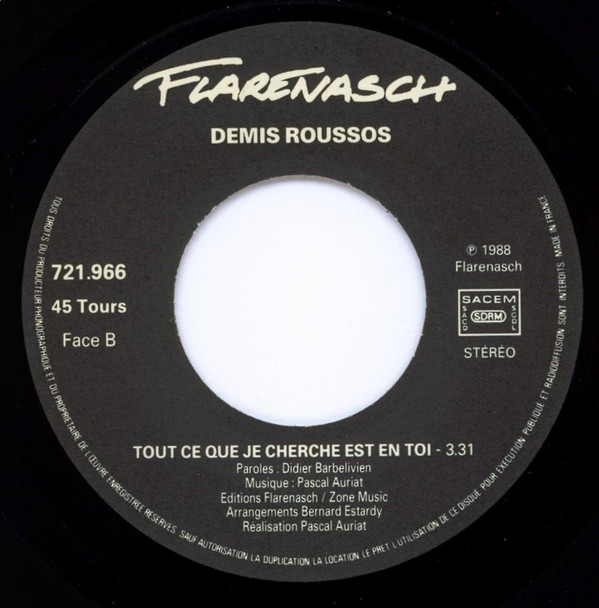 FLARENASCH
DEMIS ROUSSOS
721.966
45 Tours
Face B
℗ 1988
Flarenasch
SACEM
SACD
SDRM
SCDL
STÉRÉO
TOUT CE QUE JE CHERCHE EST EN TOI - 3.31
Paroles : Didier Barbelivien
Musique : Pascal Auriat
Editions Flarenasch / Zone Music
Arrangements Bernard Estardy
Réalisation Pascal Auriat
TOUS DROITS DU PRODUCTEUR PHONOGRAPHIQUE ET DU PROPRIETAIRE DE L'ŒUVRE ENREGISTREE RESERVES. SAUF AUTORISATION LA DUPLICATION LA LOCATION LE PRET L'UTILISATION DE CE DISQUE POUR EXECUTION PUBLIQUE ET RADIODIFFUSION SONT INTERDITS. MADE IN FRANCE